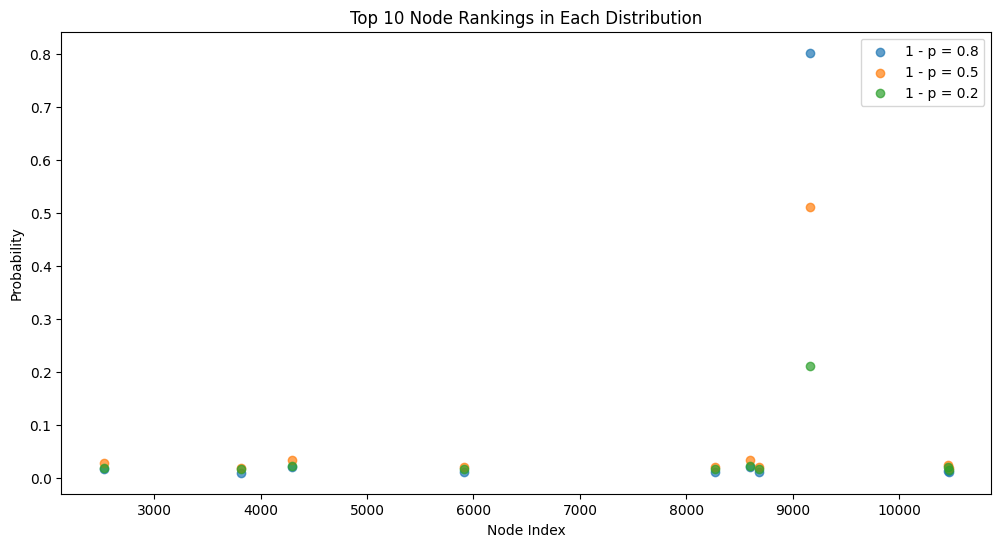 Top 10 Node Rankings in Each Distribution
1 - p = 0.8
1 - p = 0.5
1 - p = 0.2
Probability
0.8
0.7
0.6
0.5
0.4
0.3
0.2
0.1
0.0
3000 4000 5000 6000 7000 8000 9000 10000
Node Index